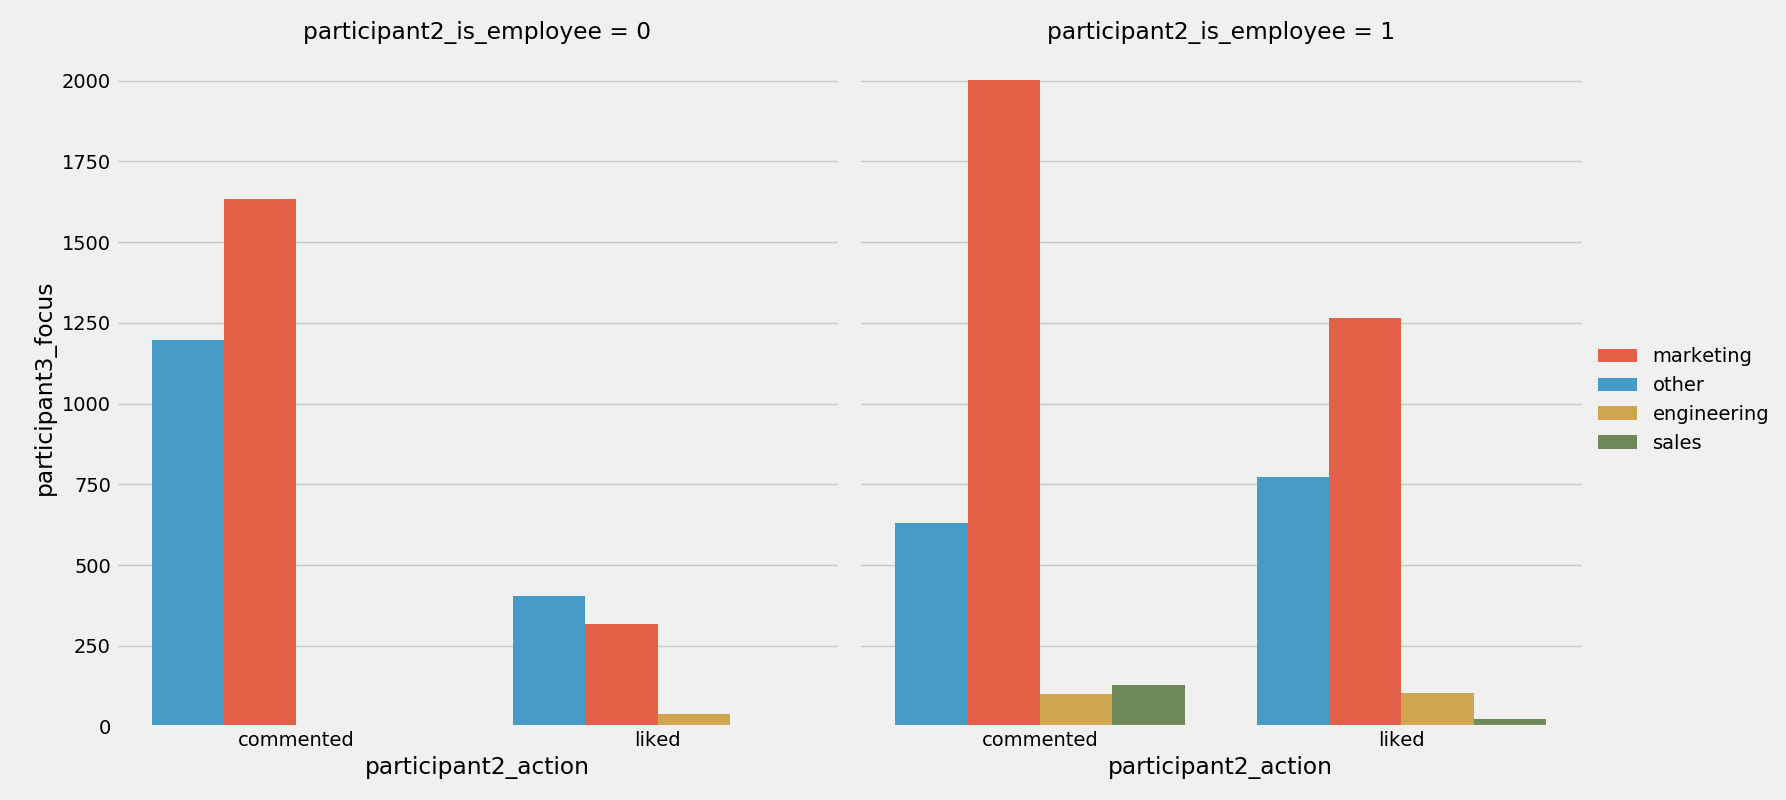 participant2_is_employee = 0
participant2_is_employee = 1
participant3_focus
2000
1750
1500
1250
1000
750
500
250
0
commented
liked
commented
liked
participant2_action
participant2_action
marketing
other
engineering
sales